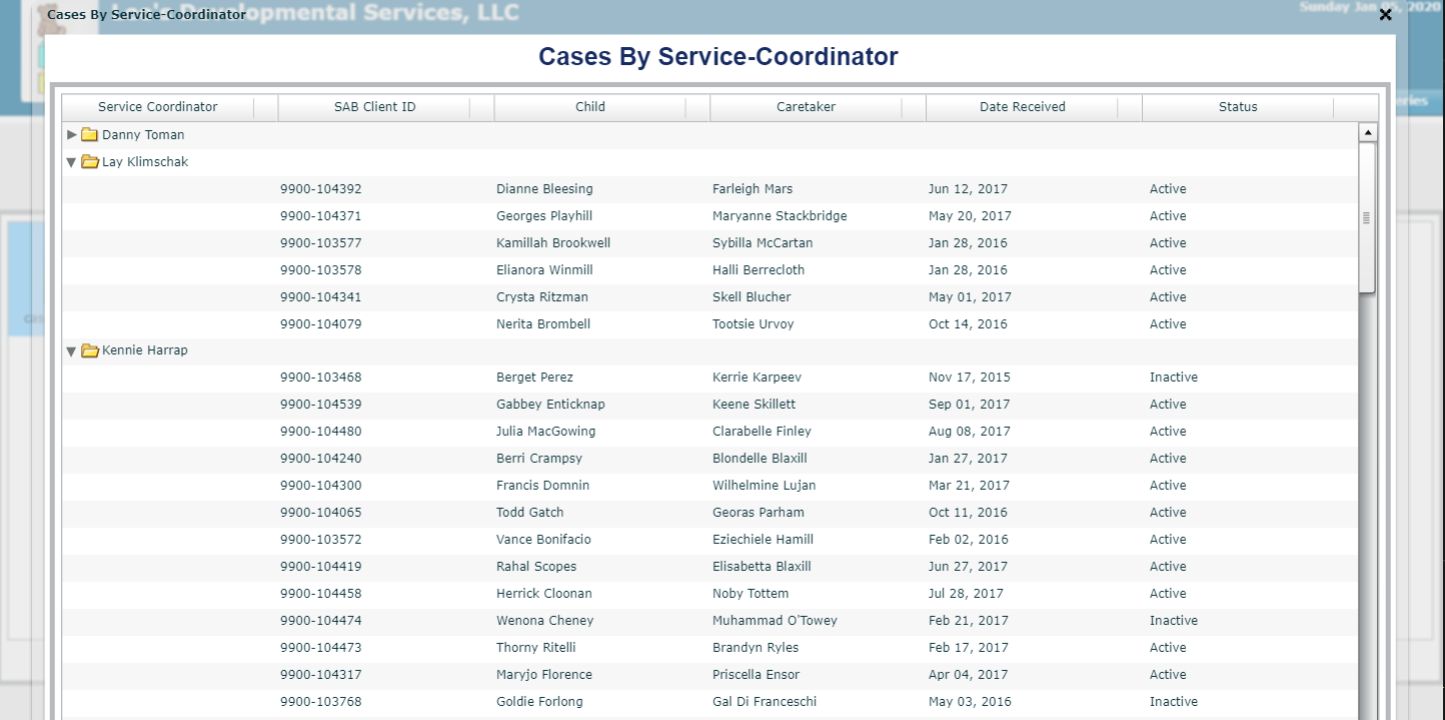 Developmental Services, LLC
Sunday Jan 05, 2020
Cases By Service-Coordinator
Cases By Service-Coordinator
Service Coordinator SAB Client ID Child Caretaker Date Received Status
Danny Toman
Lay Klimschak
9900-104392 Dianne Bleesing Farleigh Mars Jun 12, 2017 Active
9900-104371 Georges Playhill Maryanne Stackbridge May 20, 2017 Active
9900-103577 Kamillah Brookwell Sybilla McCartan Jan 28, 2016 Active
9900-103578 Elianora Winmill Halli Berrecloth Jan 28, 2016 Active
9900-104341 Crysta Ritzman Skell Blucher May 01, 2017 Active
9900-104079 Nerita Brombell Tootsie Urvoy Oct 14, 2016 Active
Kennie Harrap
9900-103468 Berget Perez Kerrie Karpeev Nov 17, 2015 Inactive
9900-104539 Gabbey Enticknap Keene Skillett Sep 01, 2017 Active
9900-104480 Julia MacGowing Clarabelle Finley Aug 08, 2017 Active
9900-104240 Berri Crampsy Blondelle Blaxill Jan 27, 2017 Active
9900-104300 Francis Domnin Wilhelmine Lujan Mar 21, 2017 Active
9900-104065 Todd Gatch Georas Parham Oct 11, 2016 Active
9900-103572 Vance Bonifacio Eziechiele Hamill Feb 02, 2016 Active
9900-104419 Rahal Scopes Elisabetta Blaxill Jun 27, 2017 Active
9900-104458 Herrick Cloonan Noby Tottem Jul 28, 2017 Active
9900-104474 Wenona Cheney Muhammad O'Towey Feb 21, 2017 Inactive
9900-104473 Thorny Ritelli Brandyn Ryles Feb 17, 2017 Active
9900-104317 Maryjo Florence Priscella Ensor Apr 04, 2017 Active
9900-103768 Goldie Forlong Gal Di Franceschi May 03, 2016 Inactive